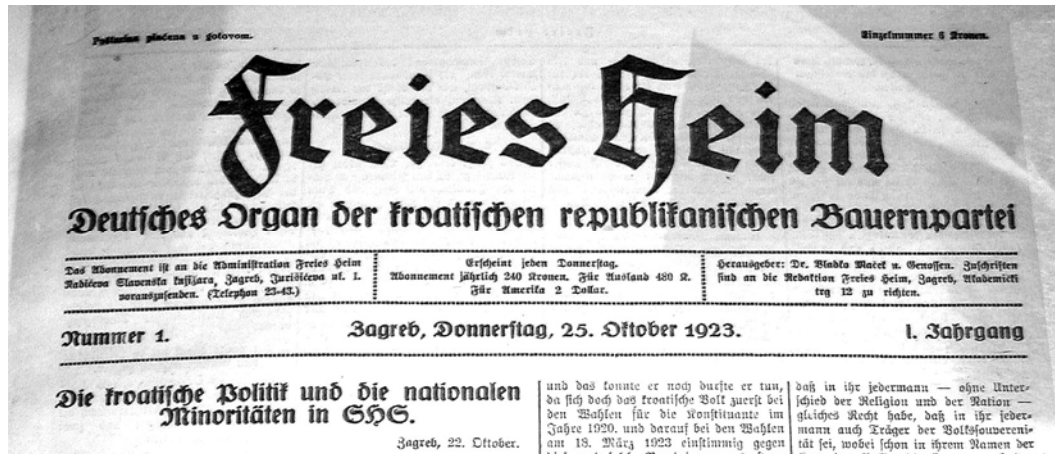 Poštarina plaćena u gotovom.
Einzelnummer 6 Kronen.
Freies Heim
Deutsches Organ der kroatischen republikanischen Bauernpartei
Das Abonnement ist an die Administration Freies Heim
Radićeva Slavenska knjižara, Zagreb, Jurišićeva ul. 1.
vorauszusenden. (Telephon 23-43.)
Erscheint jeden Donnerstag.
Abonnement jährlich 240 Kronen. Für Ausland 480 K.
Für Amerika 2 Dollar.
Herausgeber: Dr. Vladko Maček u. Genossen. Zuschriften
sind an die Redaktion Freies Heim, Zagreb, Akademički
trg 12 zu richten.
Nummer 1.
Zagreb, Donnerstag, 25. Oktober 1923.
I. Jahrgang
Die kroatische Politik und die nationalen
Minoritäten in SHS.
Zagreb, 22. Oktober.
und das konnte er noch durfte er tun,
da sich doch das kroatische Volk zuerst bei
den Wahlen für die Konstituante im
Jahre 1920, und darauf bei den Wahlen
am 18. März 1923 einstimmig gegen
daß in ihr jedermann — ohne Unter-
schied der Religion und der Nation —
gleiches Recht habe, daß in ihr jeder-
mann auch Träger der Volkssouvereni-
tät sei, wobei schon in ihrem Namen der